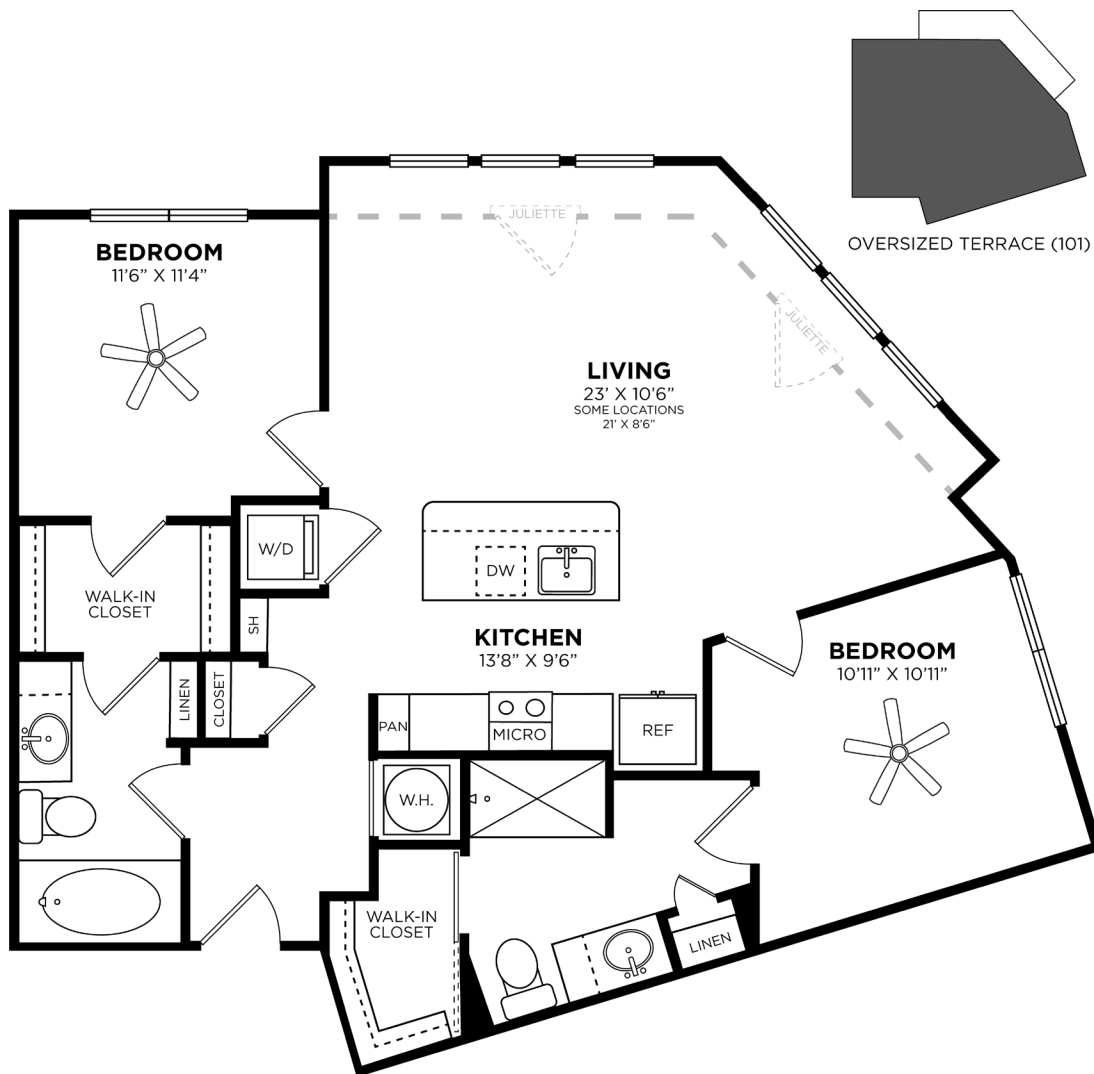 OVERSIZED TERRACE (101)
JULIETTE
BEDROOM
11’6” X 11’4”
JULIETTE
LIVING
23’ X 10’6”
SOME LOCATIONS
21’ X 8’6”
W/D
DW
WALK-IN
CLOSET
SH
KITCHEN
13’8” X 9’6”
BEDROOM
10’11” X 10’11”
LINEN
CLOSET
PAN
MICRO
REF
W.H.
WALK-IN
CLOSET
LINEN